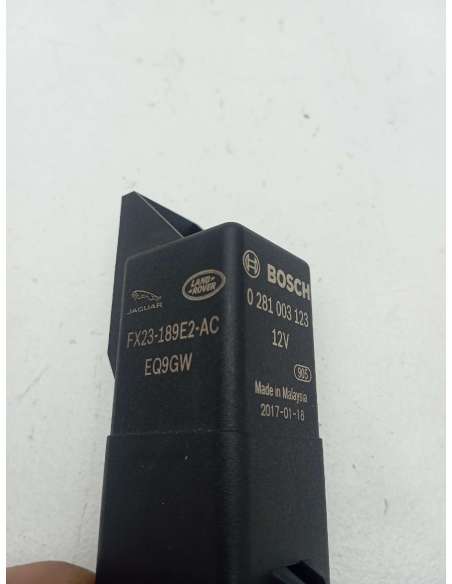 JAGUAR
LAND ROVER
FX23-189E2-AC
EQ9GW
BOSCH
0 281 003 123
12V
905
Made in Malaysia
2017-01-18